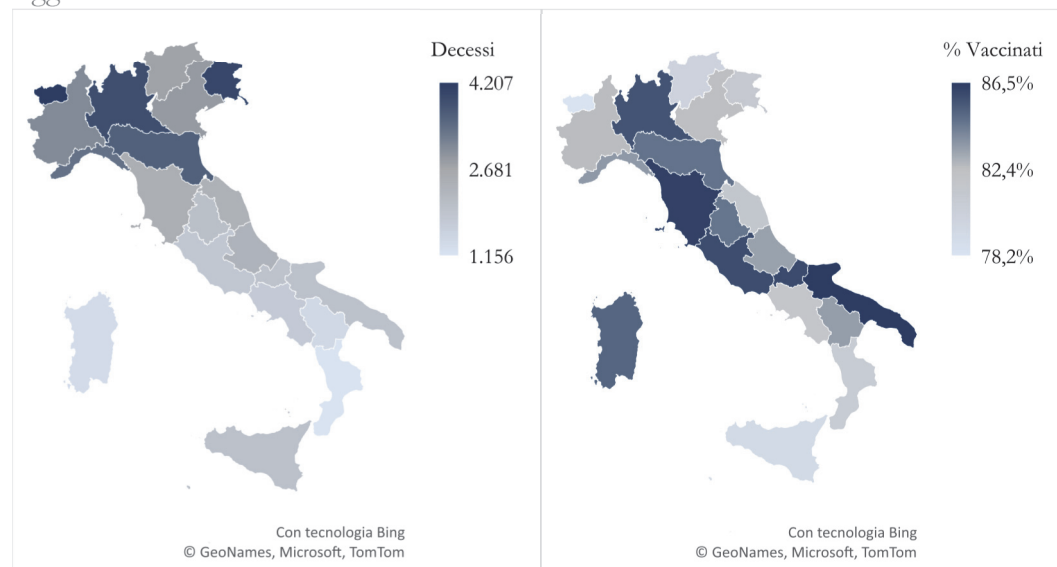 Decessi
4.207
2.681
1.156
Con tecnologia Bing
© GeoNames, Microsoft, TomTom
% Vaccinati
86,5%
82,4%
78,2%
Con tecnologia Bing
© GeoNames, Microsoft, TomTom